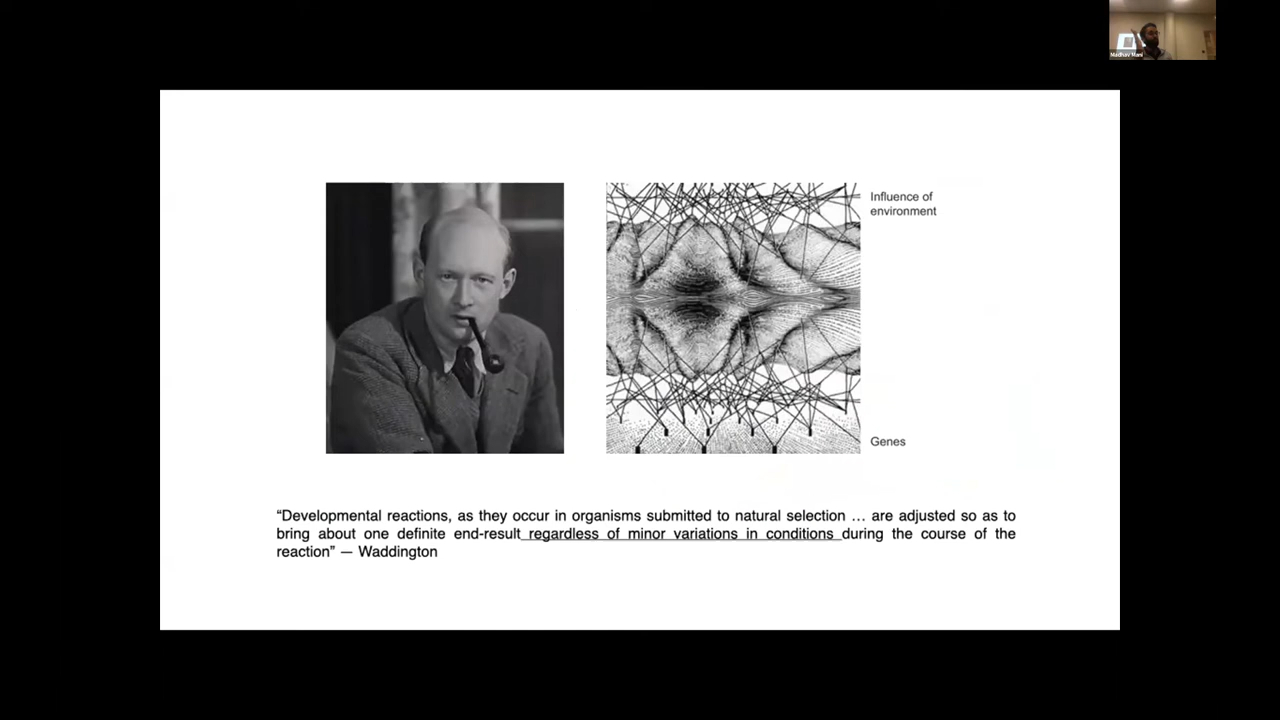 Madhav Mani
Influence of
environment
Genes
“Developmental reactions, as they occur in organisms submitted to natural selection … are adjusted so as to
bring about one definite end-result regardless of minor variations in conditions during the course of the
reaction” — Waddington